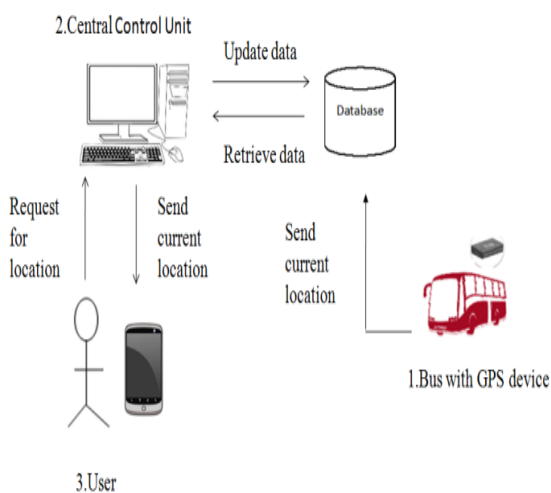 2.Central Control Unit
Update data
Database
Retrieve data
Request
for
location
Send
current
location
Send
current
location
1.Bus with GPS device
3.User